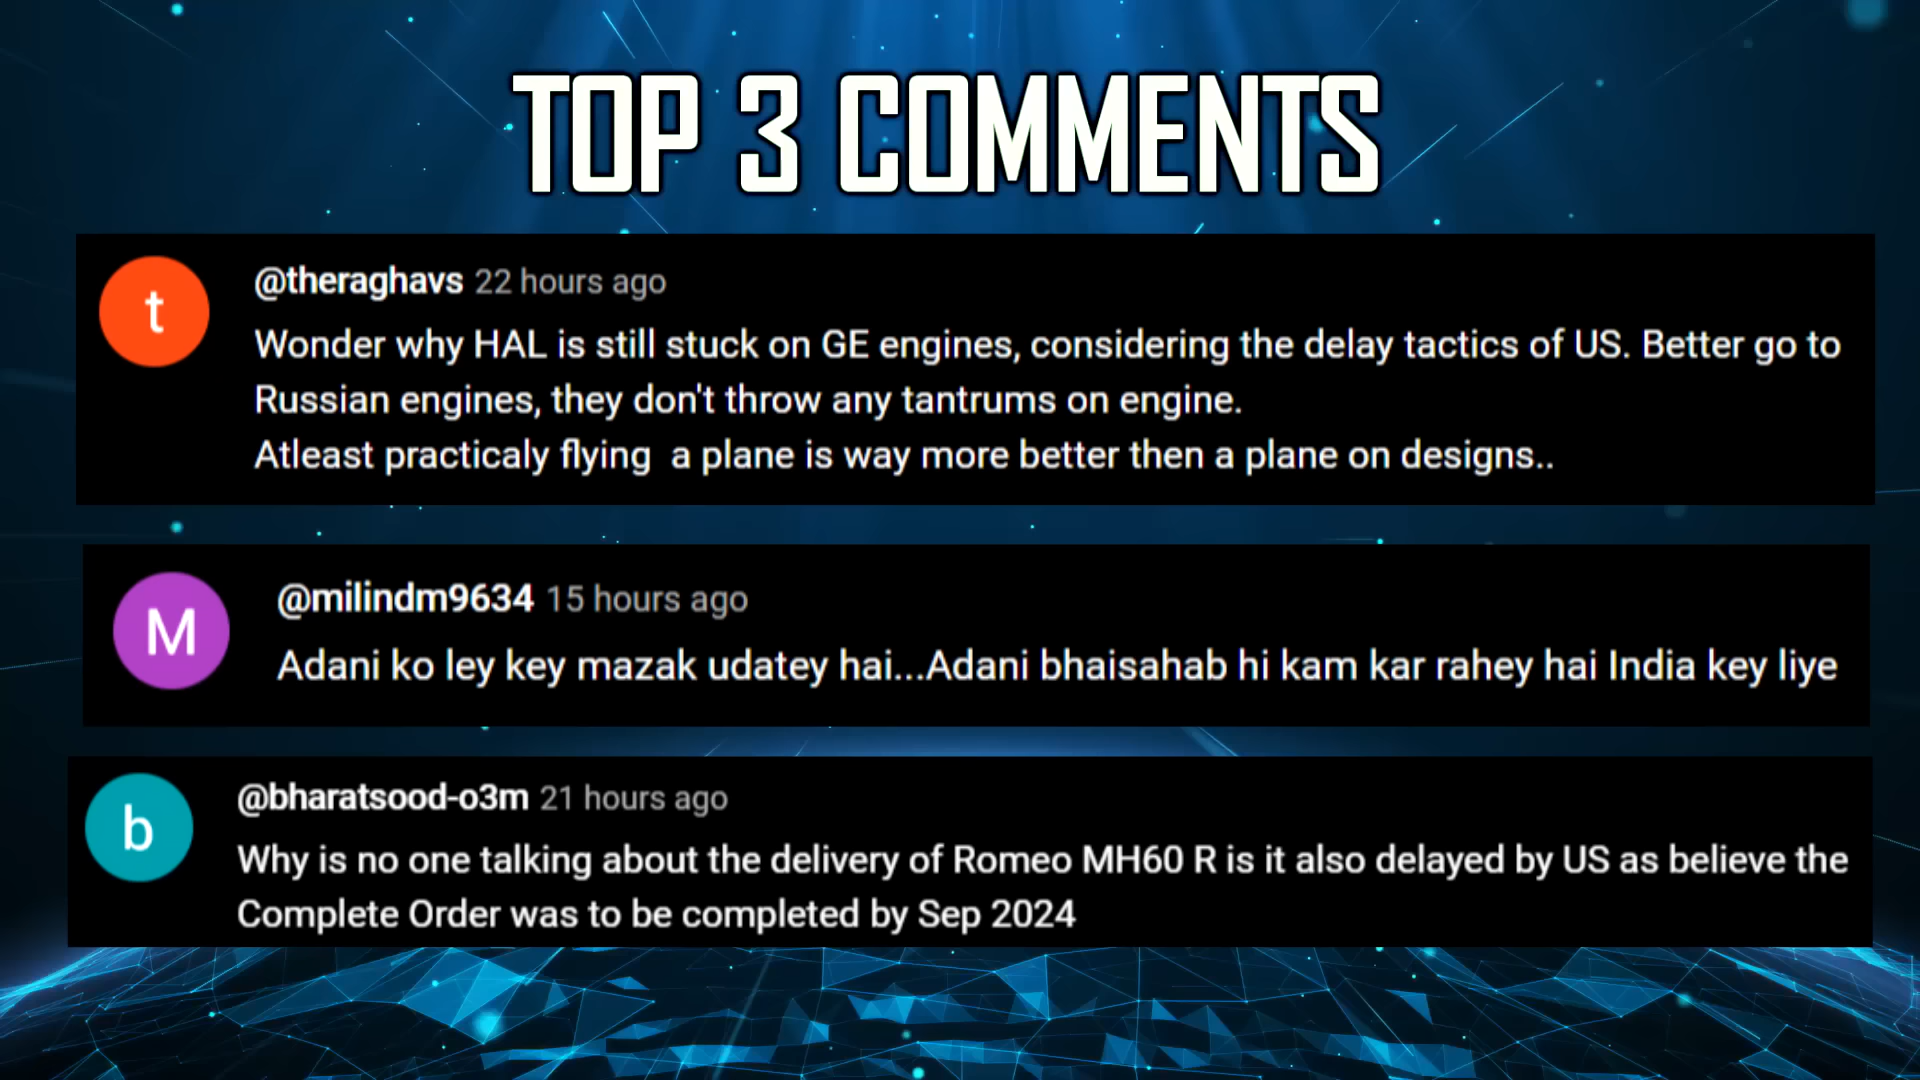 TOP 3 COMMENTS
t
@theraghavs 22 hours ago
Wonder why HAL is still stuck on GE engines, considering the delay tactics of US. Better go to
Russian engines, they don't throw any tantrums on engine.
Atleast practicaly flying  a plane is way more better then a plane on designs..
M
@milindm9634 15 hours ago
Adani ko ley key mazak udatey hai...Adani bhaisahab hi kam kar rahey hai India key liye
b
@bharatsood-o3m 21 hours ago
Why is no one talking about the delivery of Romeo MH60 R is it also delayed by US as believe the
Complete Order was to be completed by Sep 2024